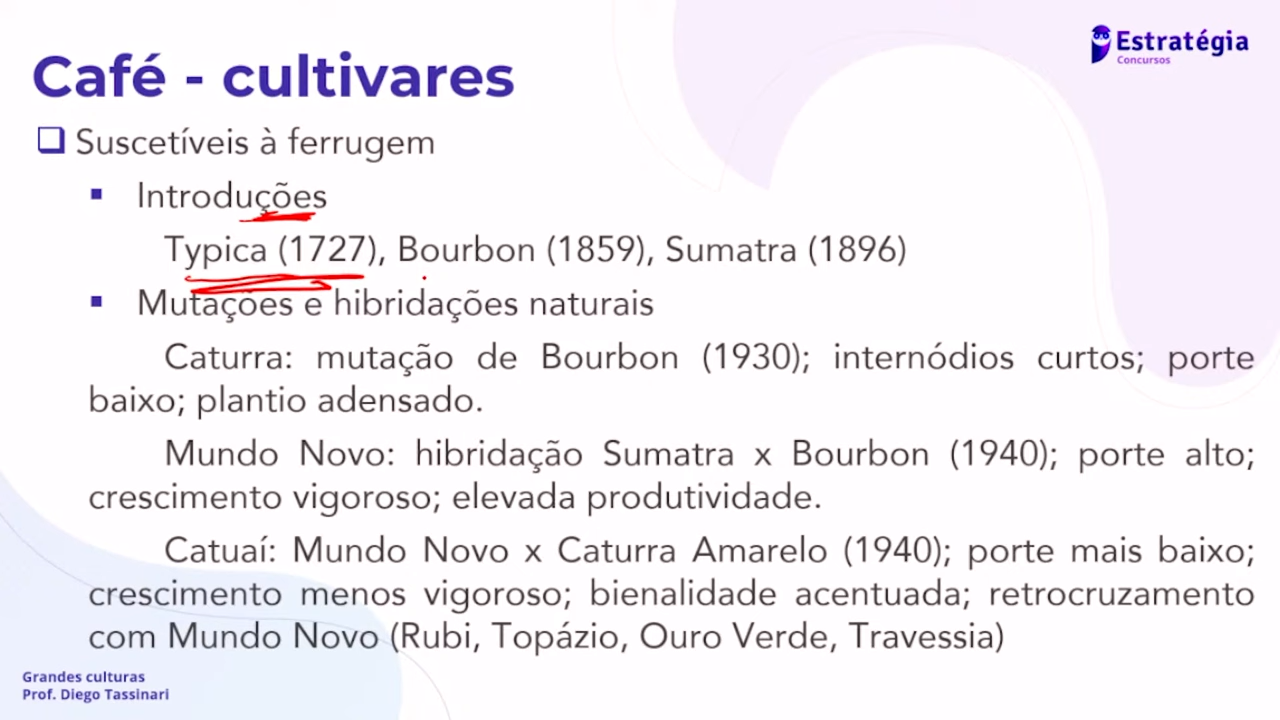 Estratégia
Concursos
Café - cultivares
Suscetíveis à ferrugem
Introduções
Typica (1727), Bourbon (1859), Sumatra (1896)
Mutações e hibridações naturais
Caturra: mutação de Bourbon (1930); internódios curtos; porte
baixo; plantio adensado.
Mundo Novo: hibridação Sumatra x Bourbon (1940); porte alto;
crescimento vigoroso; elevada produtividade.
Catuaí: Mundo Novo x Caturra Amarelo (1940); porte mais baixo;
crescimento menos vigoroso; bienalidade acentuada; retrocruzamento
com Mundo Novo (Rubi, Topázio, Ouro Verde, Travessia)
Grandes culturas
Prof. Diego Tassinari